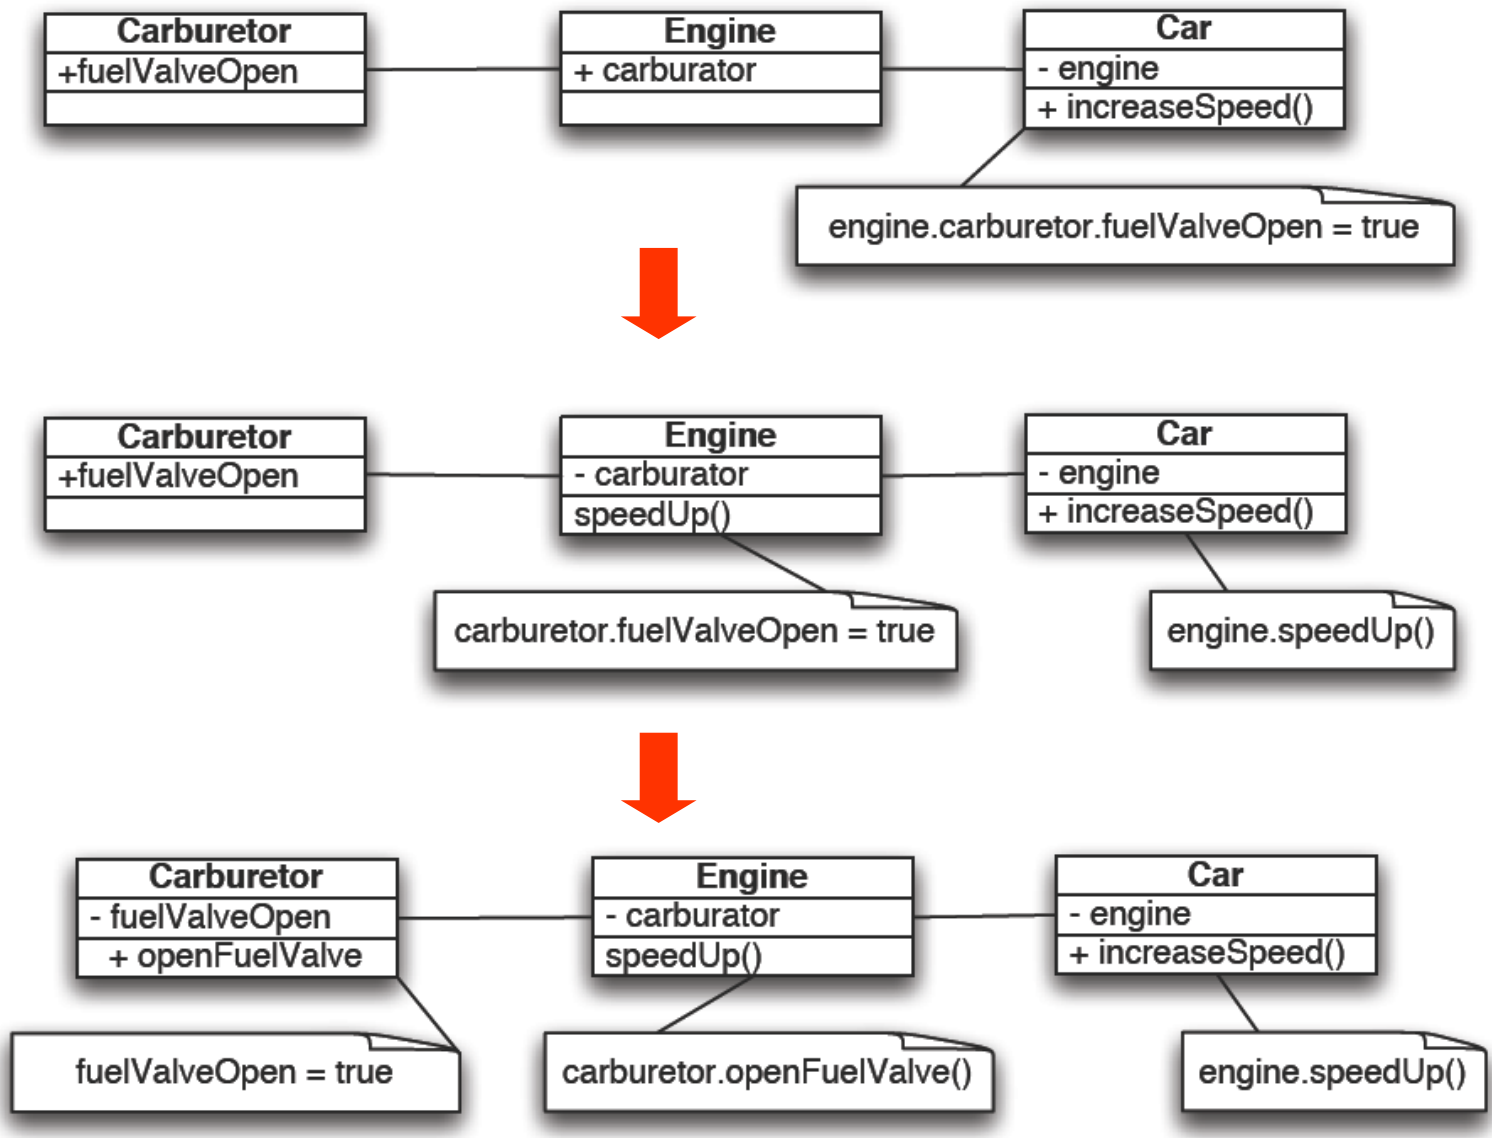 Carburetor
+fuelValveOpen
Engine
+ carburator
Car
- engine
+ increaseSpeed()
engine.carburetor.fuelValveOpen = true
Carburetor
+fuelValveOpen
Engine
- carburator
speedUp()
Car
- engine
+ increaseSpeed()
carburetor.fuelValveOpen = true
engine.speedUp()
Carburetor
- fuelValveOpen
+ openFuelValve
Engine
- carburator
speedUp()
Car
- engine
+ increaseSpeed()
fuelValveOpen = true
carburetor.openFuelValve()
engine.speedUp()